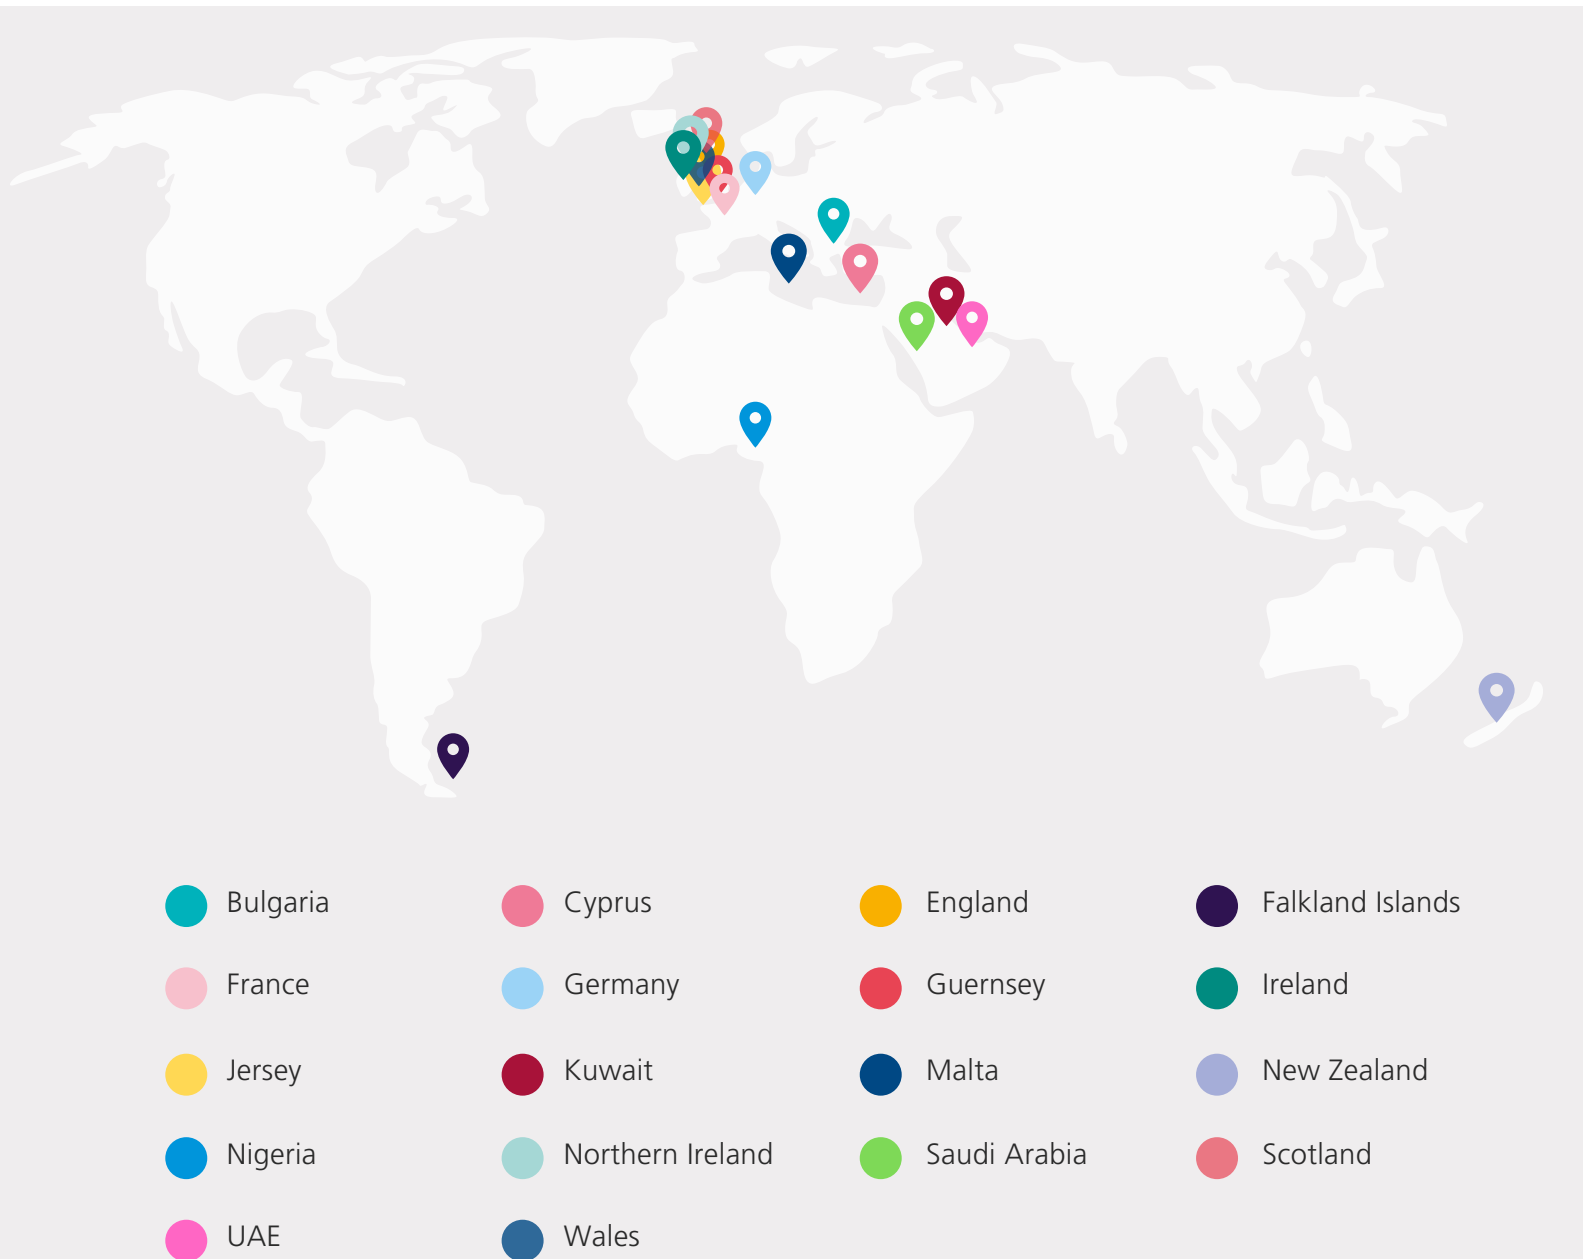 Bulgaria
Cyprus
England
Falkland Islands
France
Germany
Guernsey
Ireland
Jersey
Kuwait
Malta
New Zealand
Nigeria
Northern Ireland
Saudi Arabia
Scotland
UAE
Wales